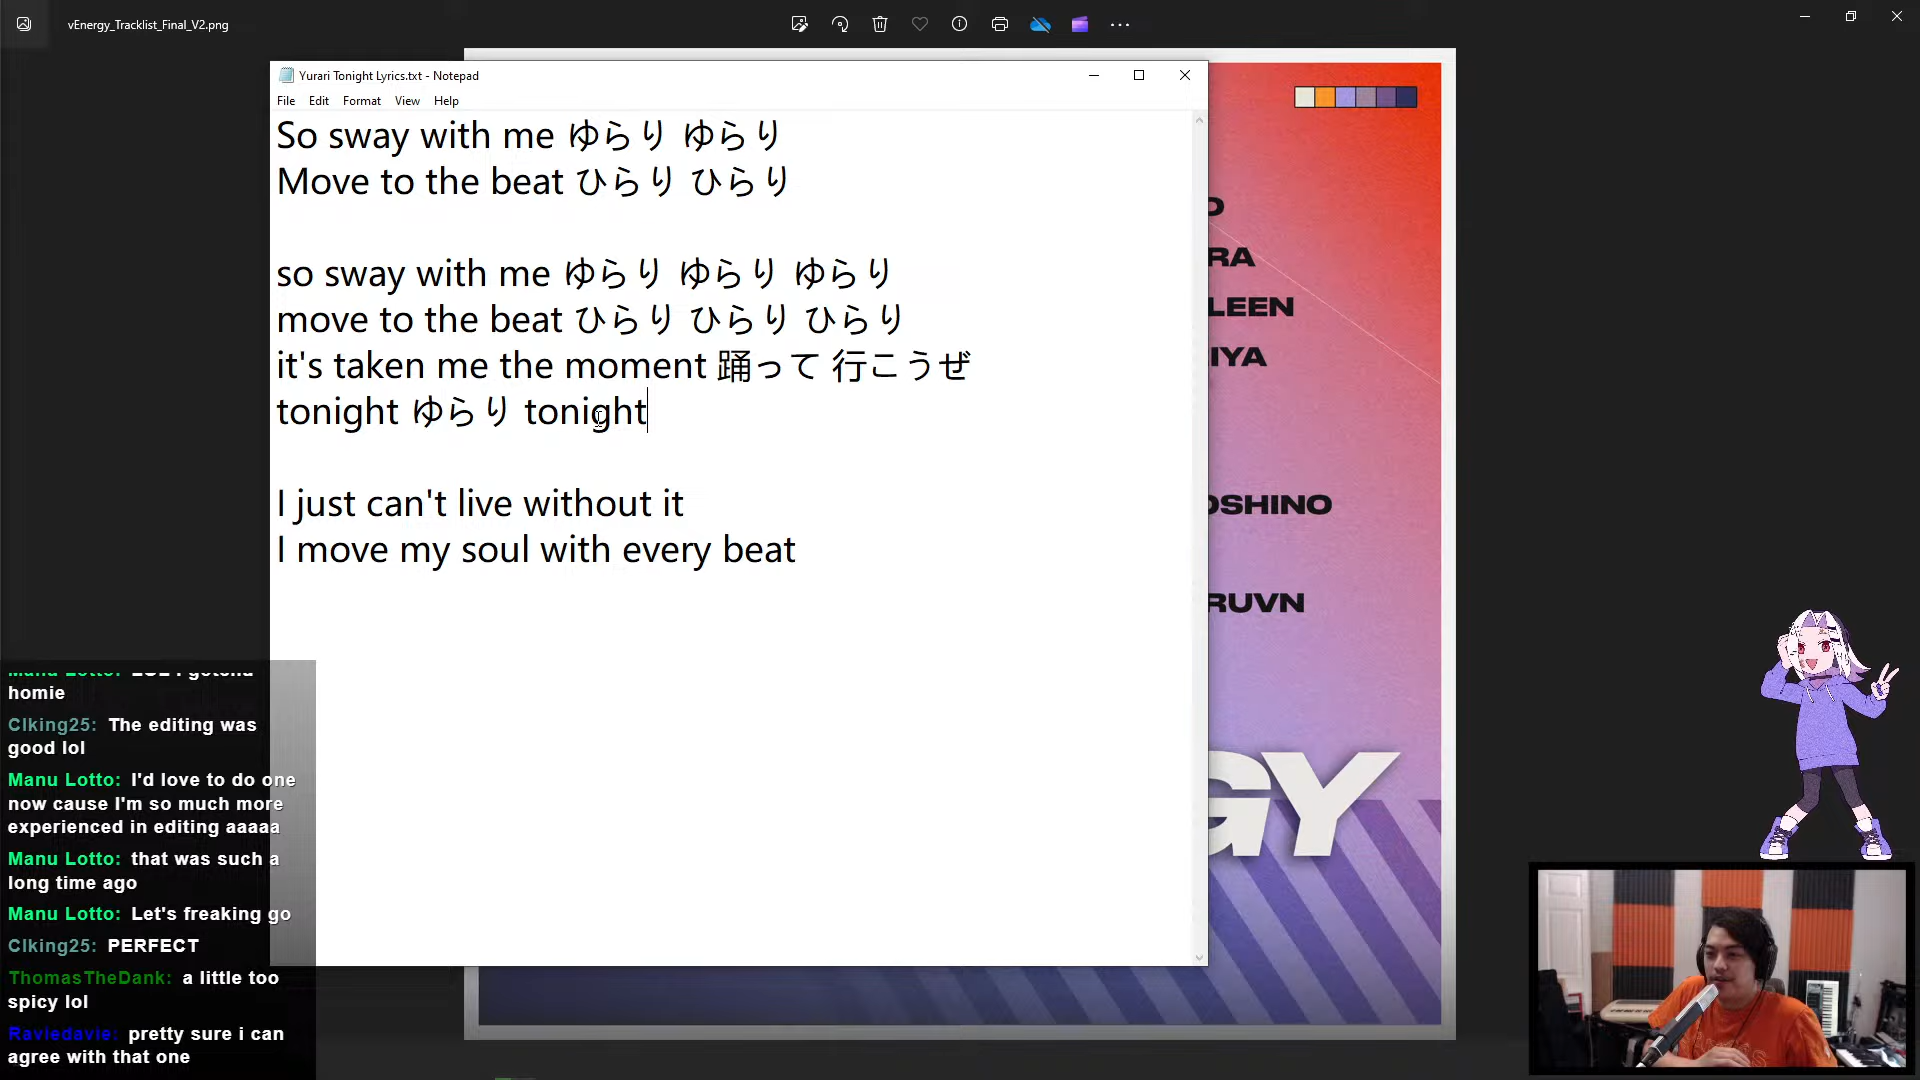 vEnergy_Tracklist_Final_V2.png
Yurari Tonight Lyrics.txt - Notepad
File Edit Format View Help
So sway with me ゆらり ゆらり
Move to the beat ひらり ひらり
so sway with me ゆらり ゆらり ゆらり
move to the beat ひらり ひらり ひらり
it's taken me the moment 踊って 行こうぜ
tonight ゆらり tonight
I just can't live without it
I move my soul with every beat
RA
LEEN
IYA
OSHINO
RUVN
GY
homie
Clking25: The editing was
good lol
Manu Lotto: I'd love to do one
now cause I'm so much more
experienced in editing aaaaa
Manu Lotto: that was such a
long time ago
Manu Lotto: Let's freaking go
Clking25: PERFECT
ThomasTheDank: a little too
spicy lol
Raviedavie: pretty sure i can
agree with that one